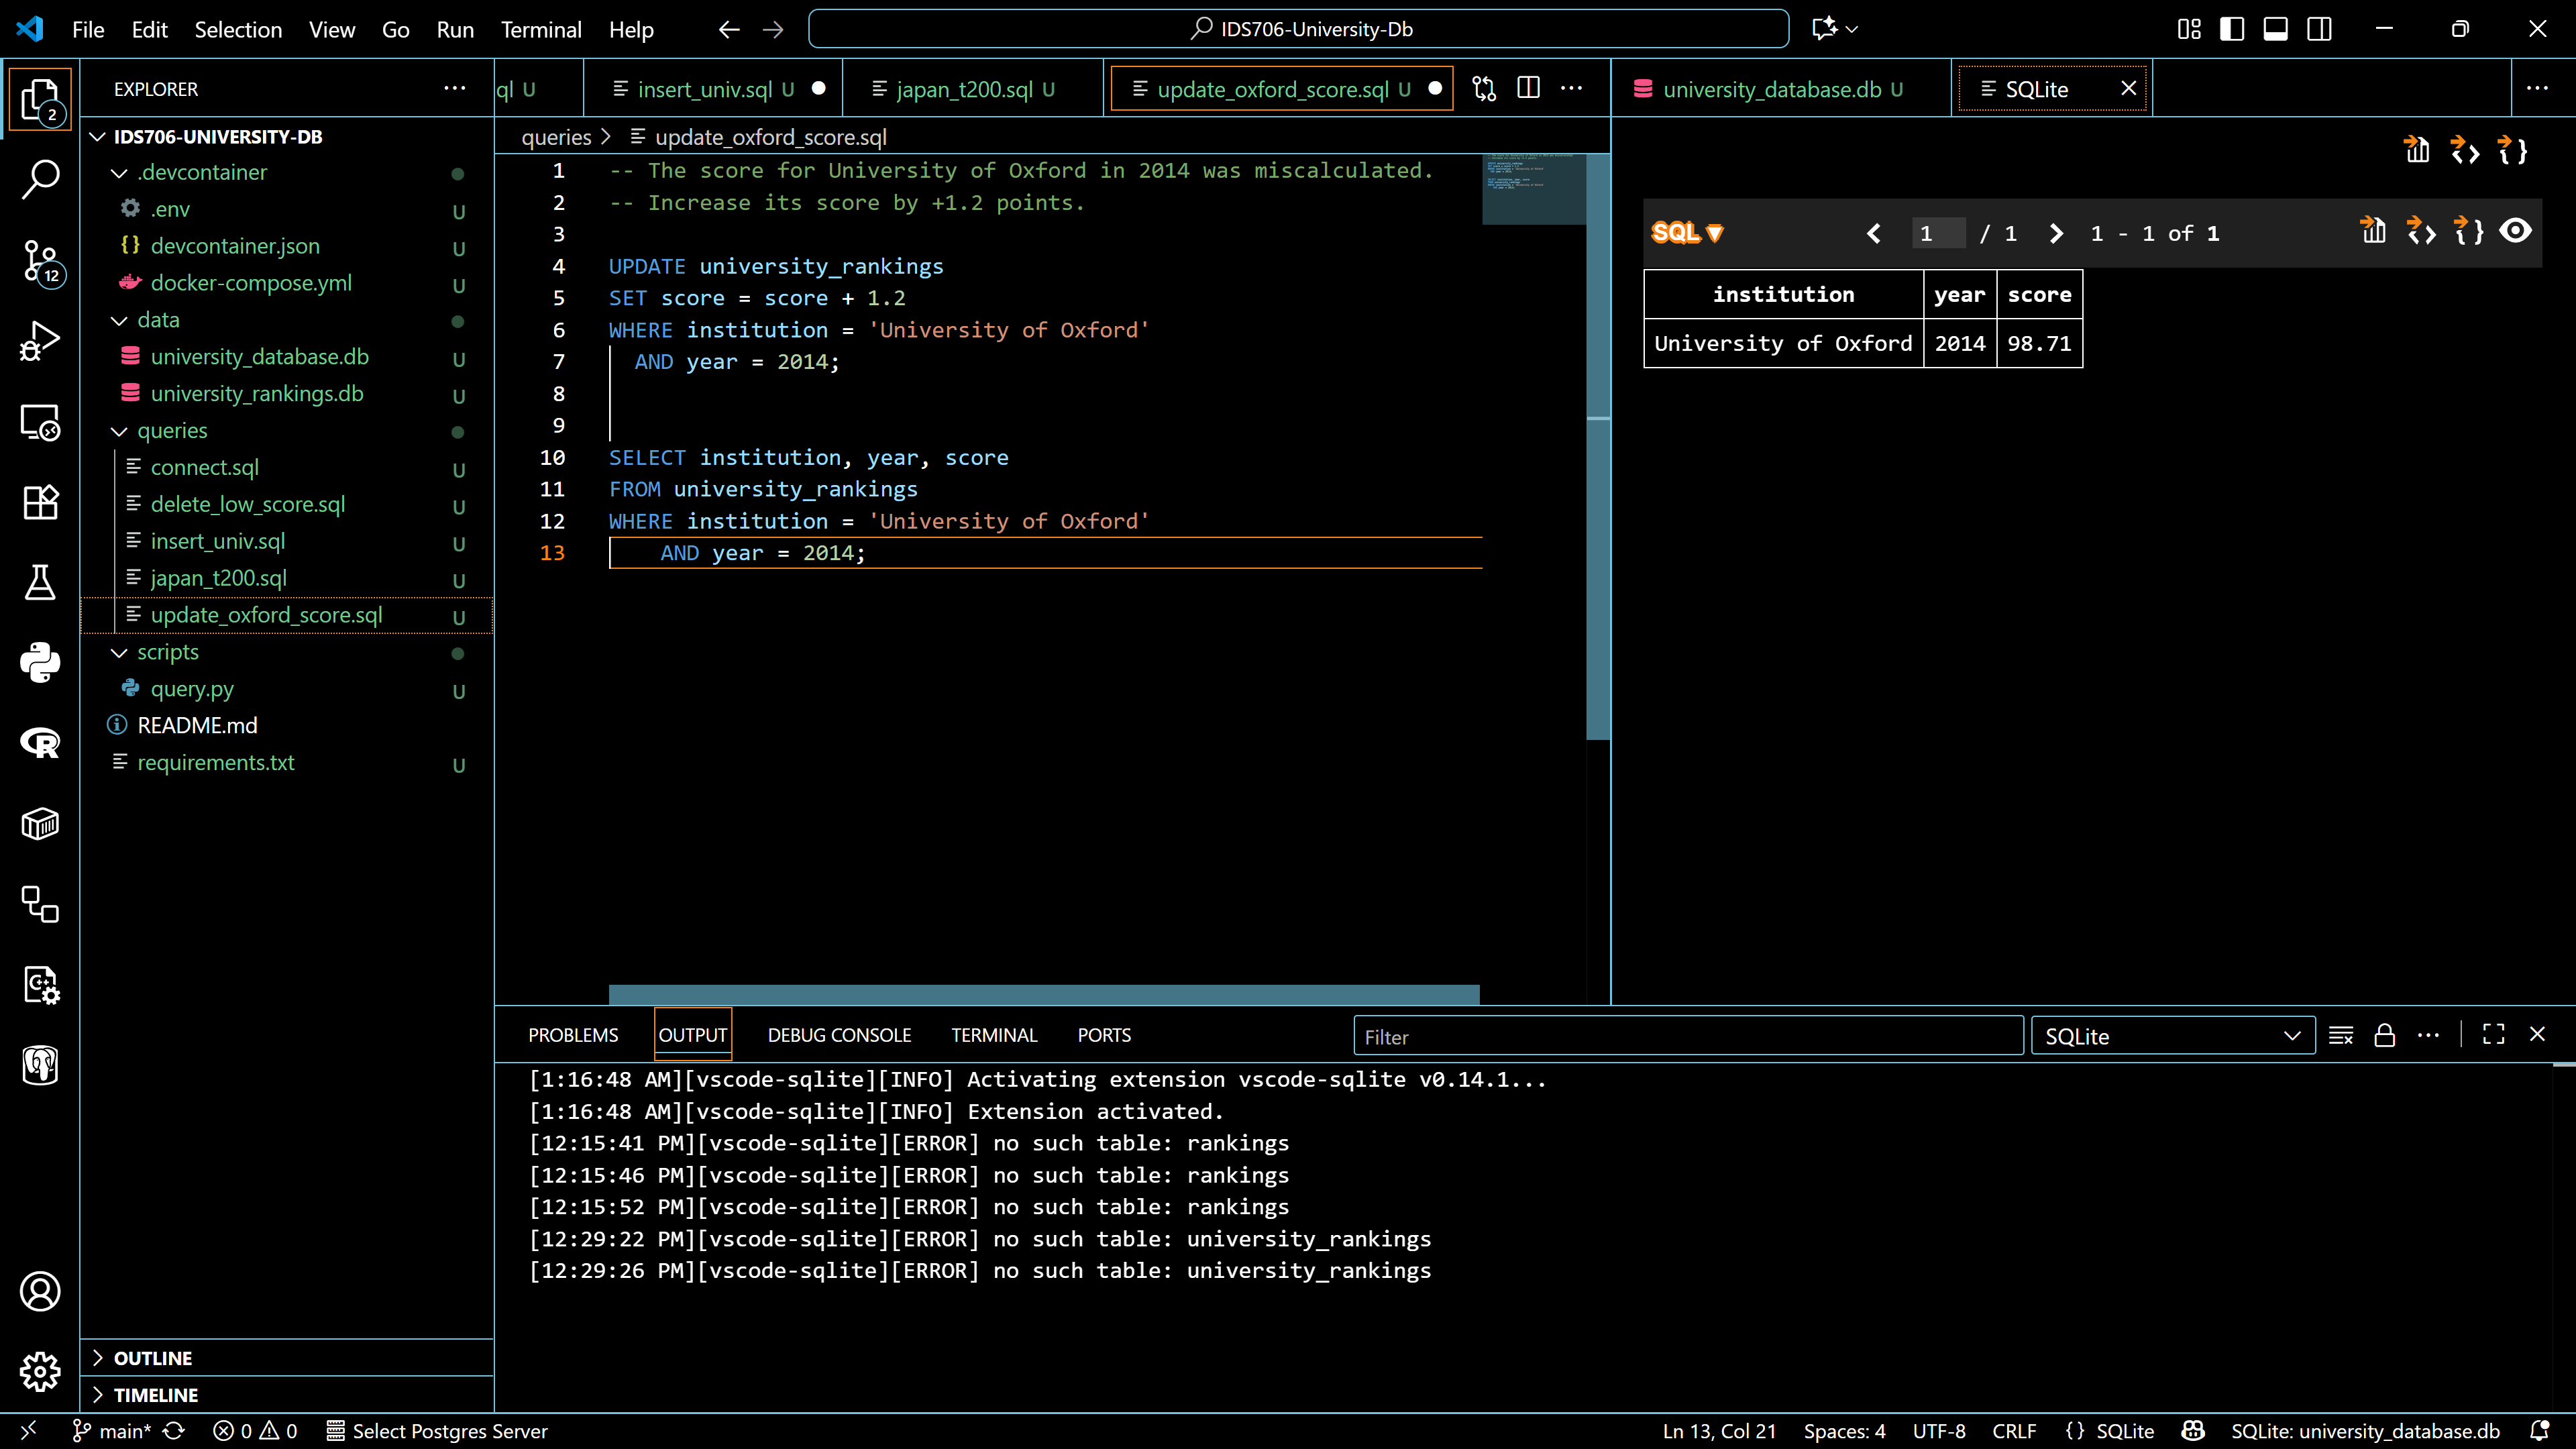 File Edit Selection View Go Run Terminal Help
IDS706-University-Db
2
12
EXPLORER
IDS706-UNIVERSITY-DB
.devcontainer
.env U
devcontainer.json U
docker-compose.yml U
data
university_database.db U
university_rankings.db U
queries
connect.sql U
delete_low_score.sql U
insert_univ.sql U
japan_t200.sql U
update_oxford_score.sql U
scripts
query.py U
README.md
requirements.txt U
OUTLINE
TIMELINE
ql U insert_univ.sql U japan_t200.sql U update_oxford_score.sql U
queries > update_oxford_score.sql
1 -- The score for University of Oxford in 2014 was miscalculated.
2 -- Increase its score by +1.2 points.
3
4 UPDATE university_rankings
5 SET score = score + 1.2
6 WHERE institution = 'University of Oxford'
7 AND year = 2014;
8
9
10 SELECT institution, year, score
11 FROM university_rankings
12 WHERE institution = 'University of Oxford'
13 AND year = 2014;
university_database.db U SQLite
SQL 1 / 1 1 - 1 of 1
institution year score
University of Oxford 2014 98.71
PROBLEMS OUTPUT DEBUG CONSOLE TERMINAL PORTS Filter SQLite
[1:16:48 AM][vscode-sqlite][INFO] Activating extension vscode-sqlite v0.14.1...
[1:16:48 AM][vscode-sqlite][INFO] Extension activated.
[12:15:41 PM][vscode-sqlite][ERROR] no such table: rankings
[12:15:46 PM][vscode-sqlite][ERROR] no such table: rankings
[12:15:52 PM][vscode-sqlite][ERROR] no such table: rankings
[12:29:22 PM][vscode-sqlite][ERROR] no such table: university_rankings
[12:29:26 PM][vscode-sqlite][ERROR] no such table: university_rankings
main* 0 0 Select Postgres Server Ln 13, Col 21 Spaces: 4 UTF-8 CRLF {} SQLite SQLite: university_database.db